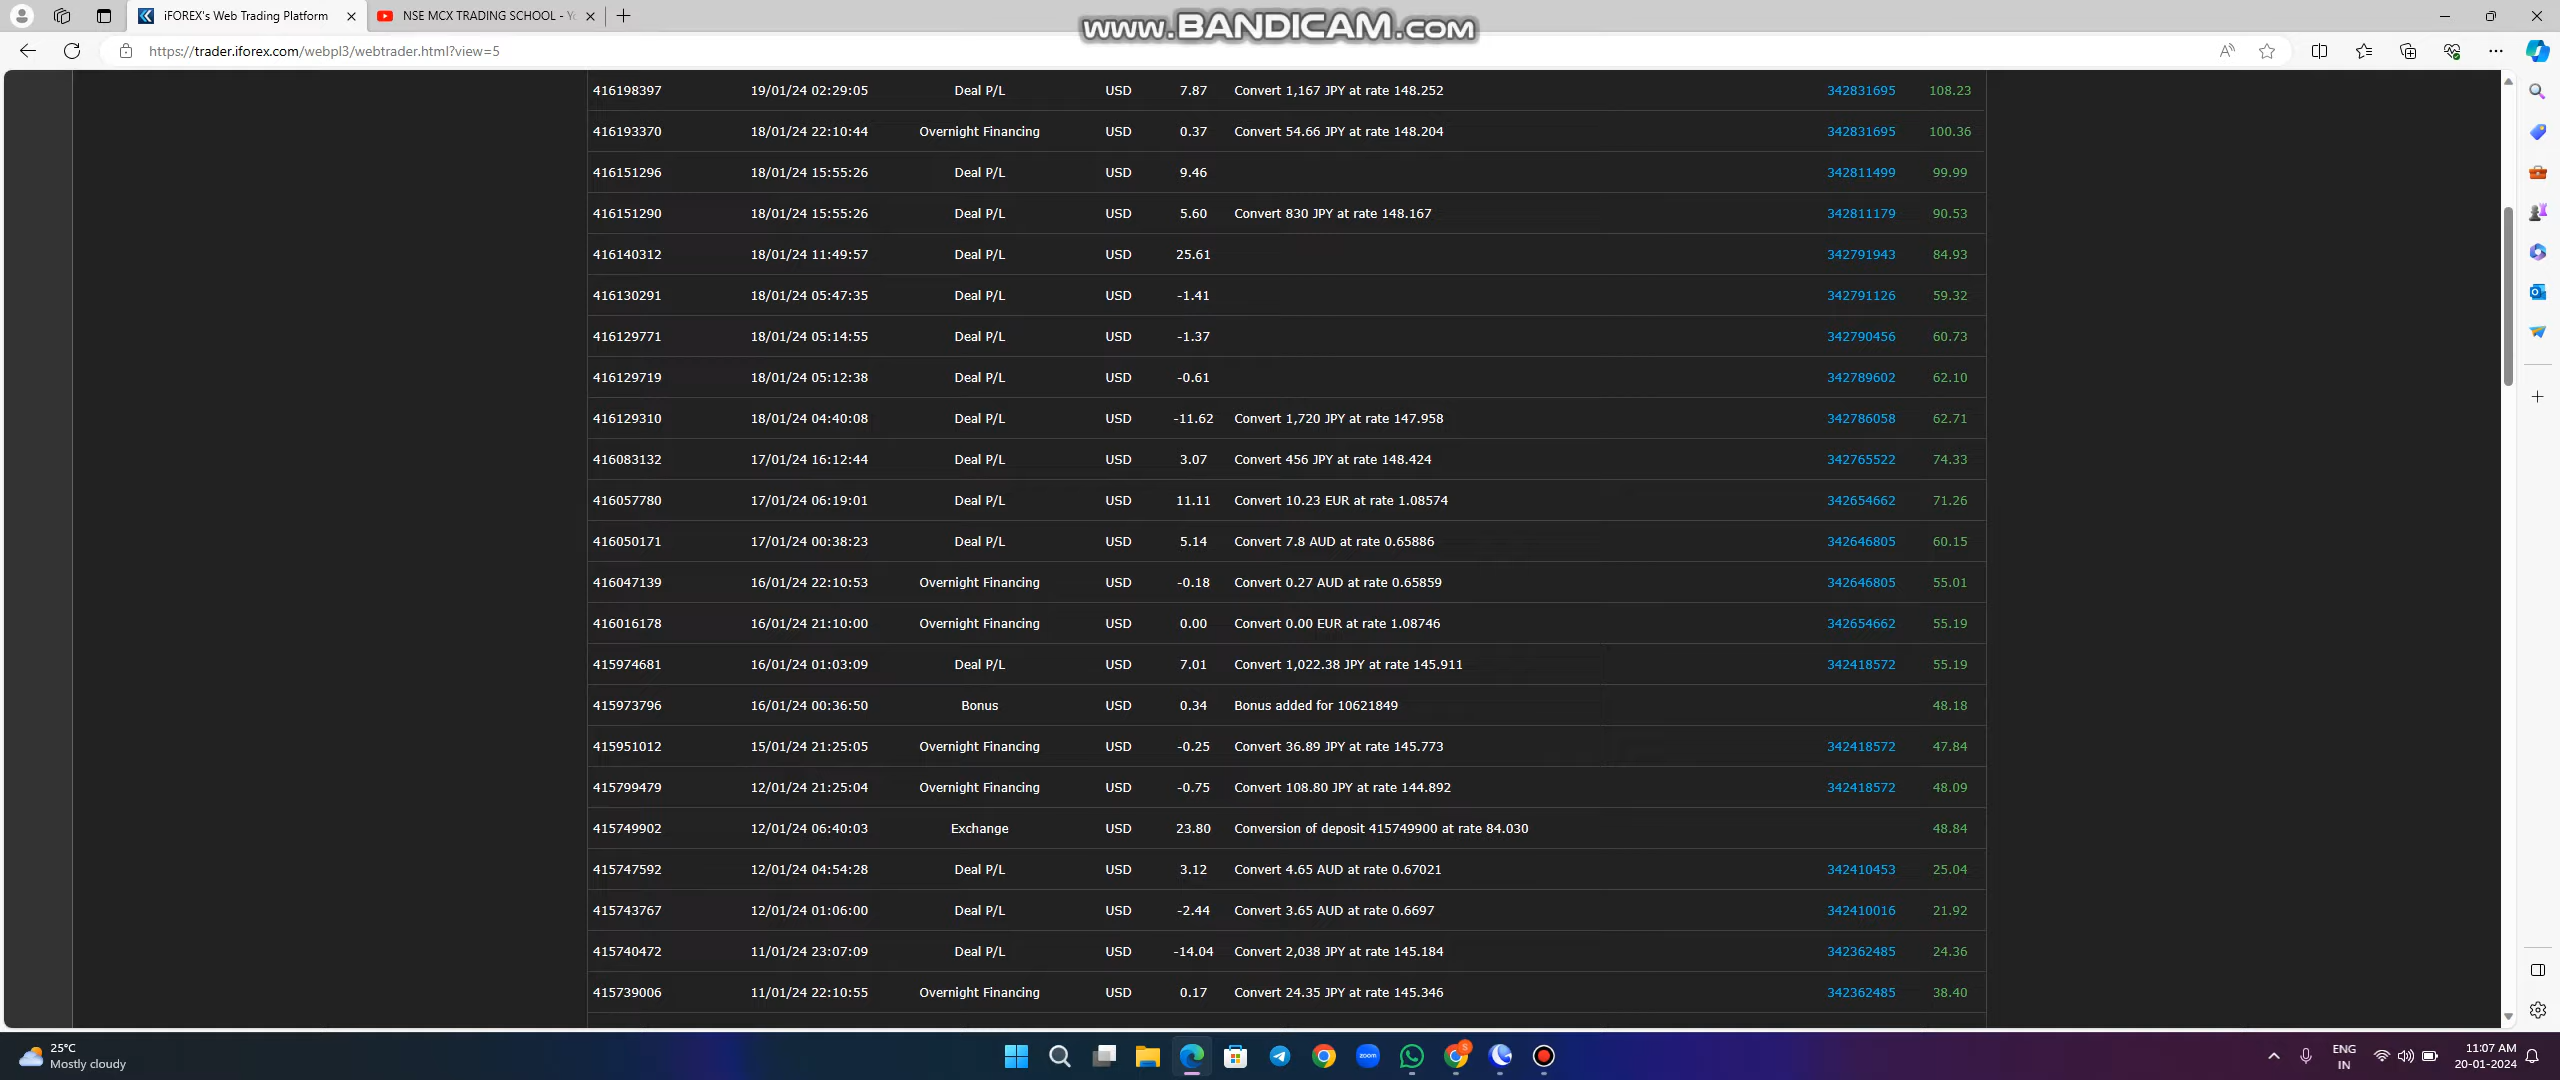 iFOREX's Web Trading Platform
NSE MCX TRADING SCHOOL - Yo
www.BANDICAM.com
https://trader.iforex.com/webpl3/webtrader.html?view=5
416198397 19/01/24 02:29:05 Deal P/L USD 7.87 Convert 1,167 JPY at rate 148.252 342831695 108.23
416193370 18/01/24 22:10:44 Overnight Financing USD 0.37 Convert 54.66 JPY at rate 148.204 342831695 100.36
416151296 18/01/24 15:55:26 Deal P/L USD 9.46 342811499 99.99
416151290 18/01/24 15:55:26 Deal P/L USD 5.60 Convert 830 JPY at rate 148.167 342811179 90.53
416140312 18/01/24 11:49:57 Deal P/L USD 25.61 342791943 84.93
416130291 18/01/24 05:47:35 Deal P/L USD -1.41 342791126 59.32
416129771 18/01/24 05:14:55 Deal P/L USD -1.37 342790456 60.73
416129719 18/01/24 05:12:38 Deal P/L USD -0.61 342789602 62.10
416129310 18/01/24 04:40:08 Deal P/L USD -11.62 Convert 1,720 JPY at rate 147.958 342786058 62.71
416083132 17/01/24 16:12:44 Deal P/L USD 3.07 Convert 456 JPY at rate 148.424 342765522 74.33
416057780 17/01/24 06:19:01 Deal P/L USD 11.11 Convert 10.23 EUR at rate 1.08574 342654662 71.26
416050171 17/01/24 00:38:23 Deal P/L USD 5.14 Convert 7.8 AUD at rate 0.65886 342646805 60.15
416047139 16/01/24 22:10:53 Overnight Financing USD -0.18 Convert 0.27 AUD at rate 0.65859 342646805 55.01
416016178 16/01/24 21:10:00 Overnight Financing USD 0.00 Convert 0.00 EUR at rate 1.08746 342654662 55.19
415974681 16/01/24 01:03:09 Deal P/L USD 7.01 Convert 1,022.38 JPY at rate 145.911 342418572 55.19
415973796 16/01/24 00:36:50 Bonus USD 0.34 Bonus added for 10621849 48.18
415951012 15/01/24 21:25:05 Overnight Financing USD -0.25 Convert 36.89 JPY at rate 145.773 342418572 47.84
415799479 12/01/24 21:25:04 Overnight Financing USD -0.75 Convert 108.80 JPY at rate 144.892 342418572 48.09
415749902 12/01/24 06:40:03 Exchange USD 23.80 Conversion of deposit 415749900 at rate 84.030 48.84
415747592 12/01/24 04:54:28 Deal P/L USD 3.12 Convert 4.65 AUD at rate 0.67021 342410453 25.04
415743767 12/01/24 01:06:00 Deal P/L USD -2.44 Convert 3.65 AUD at rate 0.6697 342410016 21.92
415740472 11/01/24 23:07:09 Deal P/L USD -14.04 Convert 2,038 JPY at rate 145.184 342362485 24.36
415739006 11/01/24 22:10:55 Overnight Financing USD 0.17 Convert 24.35 JPY at rate 145.346 342362485 38.40
25°C
Mostly cloudy
zoom
S
ENG
IN
11:07 AM
20-01-2024